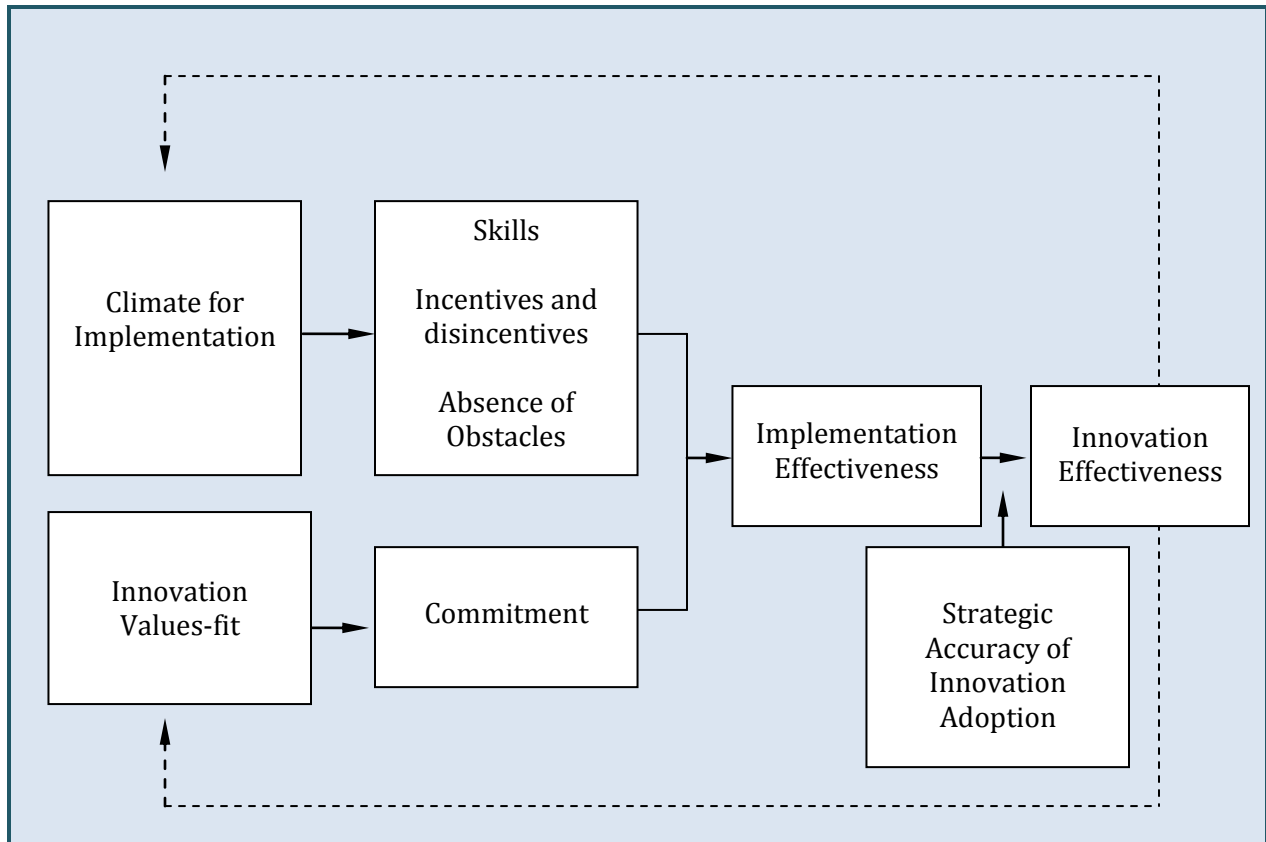 Climate for
Implementation
Skills
Incentives and
disincentives
Absence of
Obstacles
Innovation
Values-fit
Commitment
Implementation
Effectiveness
Innovation
Effectiveness
Strategic
Accuracy of
Innovation
Adoption